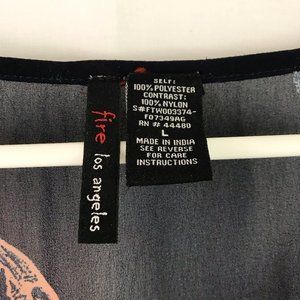 fire los angeles
SELF:
100% POLYESTER
CONTRAST:
100% NYLON
S#FTW003374-
F07349AG
RN # 44480
L
MADE IN INDIA
SEE REVERSE
FOR CARE
INSTRUCTIONS